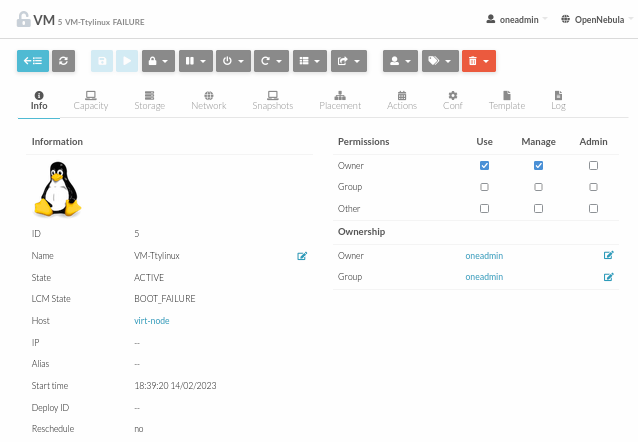 VM 5 VM-Ttylinux FAILURE
oneadmin
OpenNebula
Info
Capacity
Storage
Network
Snapshots
Placement
Actions
Conf
Template
Log
Information
ID 5
Name VM-Ttylinux
State ACTIVE
LCM State BOOT_FAILURE
Host virt-node
IP --
Alias --
Start time 18:39:20 14/02/2023
Deploy ID --
Reschedule no
Permissions Use Manage Admin
Owner
Group
Other
Ownership
Owner oneadmin
Group oneadmin